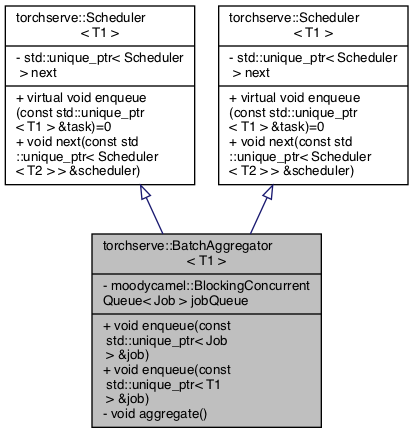 torchserve::Scheduler
< T1 >
- std::unique_ptr< Scheduler
> next
+ virtual void enqueue
(const std::unique_ptr
< T1 > &task)=0
+ void next(const std
::unique_ptr< Scheduler
< T2 >> &scheduler)
torchserve::Scheduler
< T1 >
- std::unique_ptr< Scheduler
> next
+ virtual void enqueue
(const std::unique_ptr
< T1 > &task)=0
+ void next(const std
::unique_ptr< Scheduler
< T2 >> &scheduler)
torchserve::BatchAggregator
< T1 >
- moodycamel::BlockingConcurrent
Queue< Job > jobQueue
+ void enqueue(const
std::unique_ptr< Job
> &job)
+ void enqueue(const
std::unique_ptr< T1
> &job)
- void aggregate()